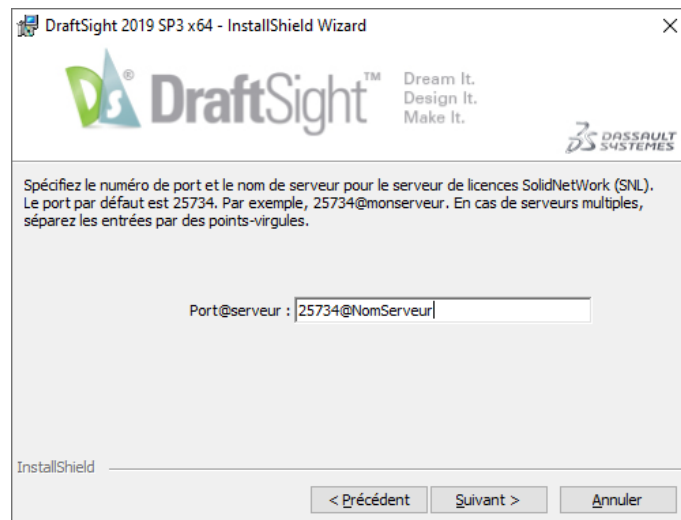 DraftSight 2019 SP3 x64 - InstallShield Wizard
DS® DraftSight™
Dream It.
Design It.
Make It.
DASSAULT
SYSTEMES
Spécifiez le numéro de port et le nom de serveur pour le serveur de licences SolidNetWork (SNL).
Le port par défaut est 25734. Par exemple, 25734@monserveur. En cas de serveurs multiples,
séparez les entrées par des points-virgules.
Port@serveur : 25734@NomServeur
InstallShield
< Précédent Suivant > Annuler